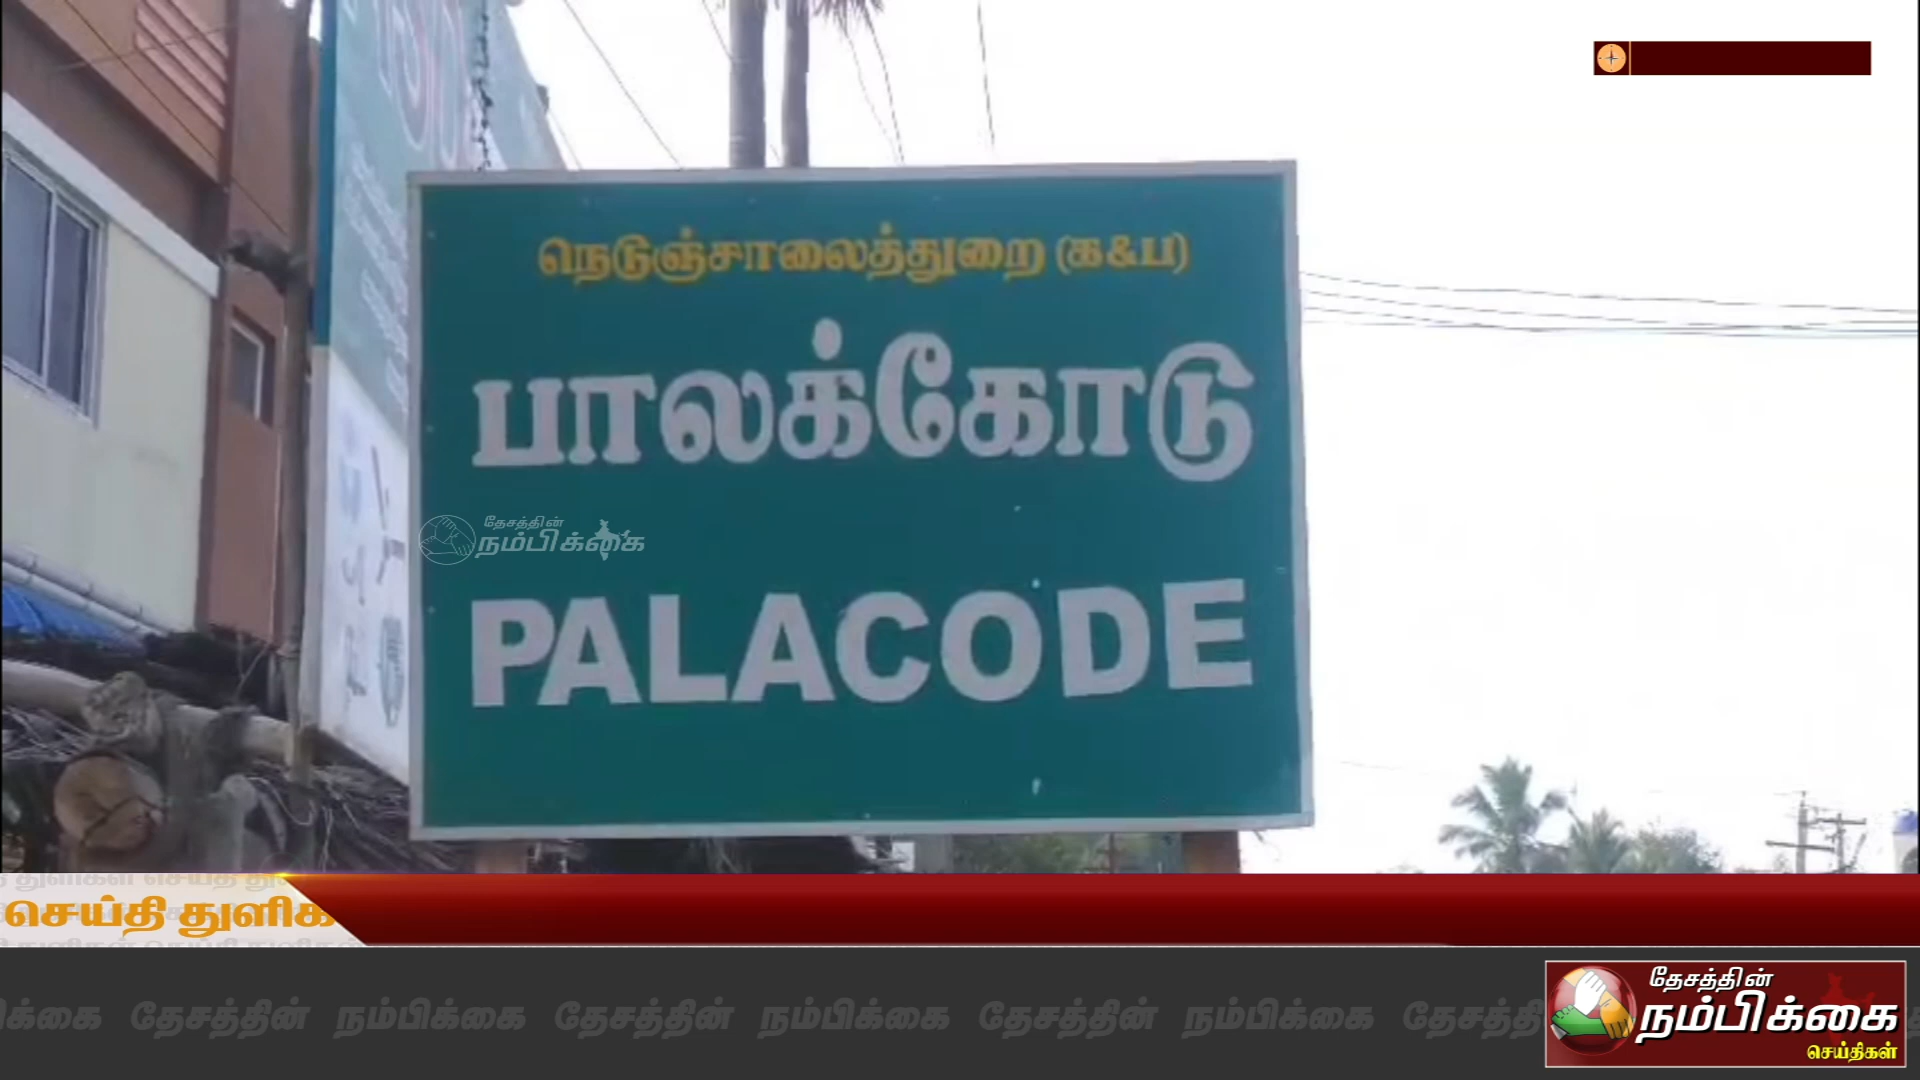 நெடுஞ்சாலைத்துறை (க&ப)
பாலக்கோடு
தேசத்தின்
நம்பிக்கை
PALACODE
செய்தி துளிக
தேசத்தின் நம்பிக்கை தேசத்தின் நம்பிக்கை தேசத்தின் நம்பிக்கை
தேசத்தின்
நம்பிக்கை
செய்திகள்